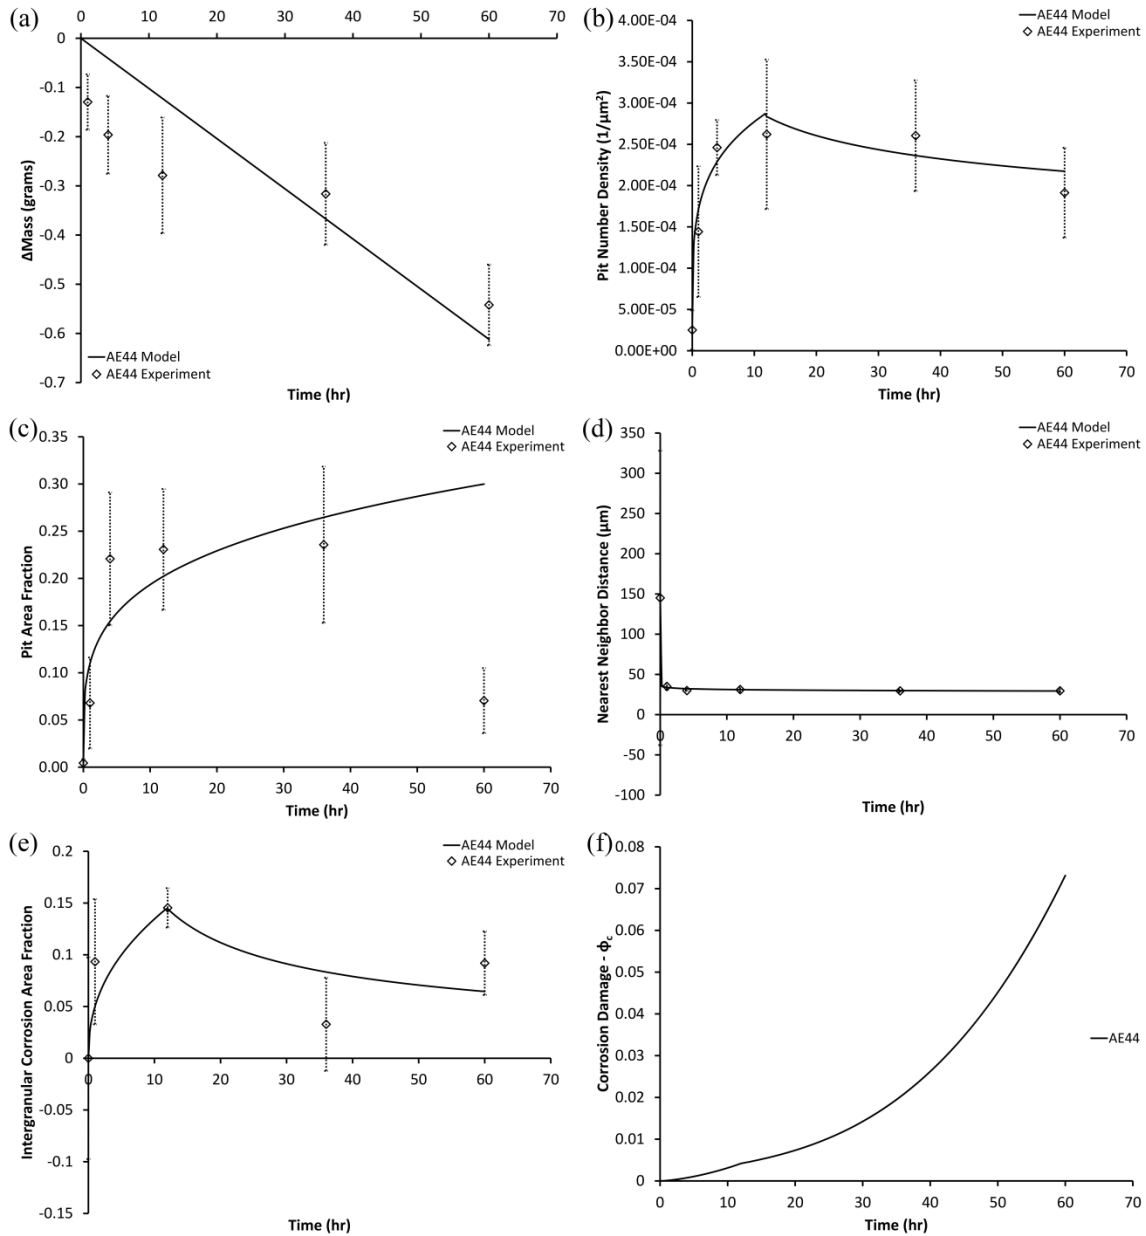 (a)
0 10 20 30 40 50 60 70
0
-0.1
-0.2
-0.3
-0.4
-0.5
-0.6
-0.7
ΔMass (grams)
AE44 Model
AE44 Experiment
Time (hr)
(b)
AE44 Model
AE44 Experiment
4.00E-04
3.50E-04
3.00E-04
2.50E-04
2.00E-04
1.50E-04
1.00E-04
5.00E-05
0.00E+00
Pit Number Density (1/μm²)
0 10 20 30 40 50 60 70
Time (hr)
(c)
AE44 Model
AE44 Experiment
0.35
0.30
0.25
0.20
0.15
0.10
0.05
0.00
Pit Area Fraction
0 10 20 30 40 50 60 70
Time (hr)
(d)
AE44 Model
AE44 Experiment
350
300
250
200
150
100
50
0
-50
-100
Nearest Neighbor Distance (μm)
0 10 20 30 40 50 60 70
Time (hr)
(e)
AE44 Model
AE44 Experiment
0.2
0.15
0.1
0.05
0
-0.05
-0.1
-0.15
Intergranular Corrosion Area Fraction
0 10 20 30 40 50 60 70
Time (hr)
(f)
0.08
0.07
0.06
0.05
0.04
0.03
0.02
0.01
0
Corrosion Damage - Φc
AE44
0 10 20 30 40 50 60 70
Time (hr)